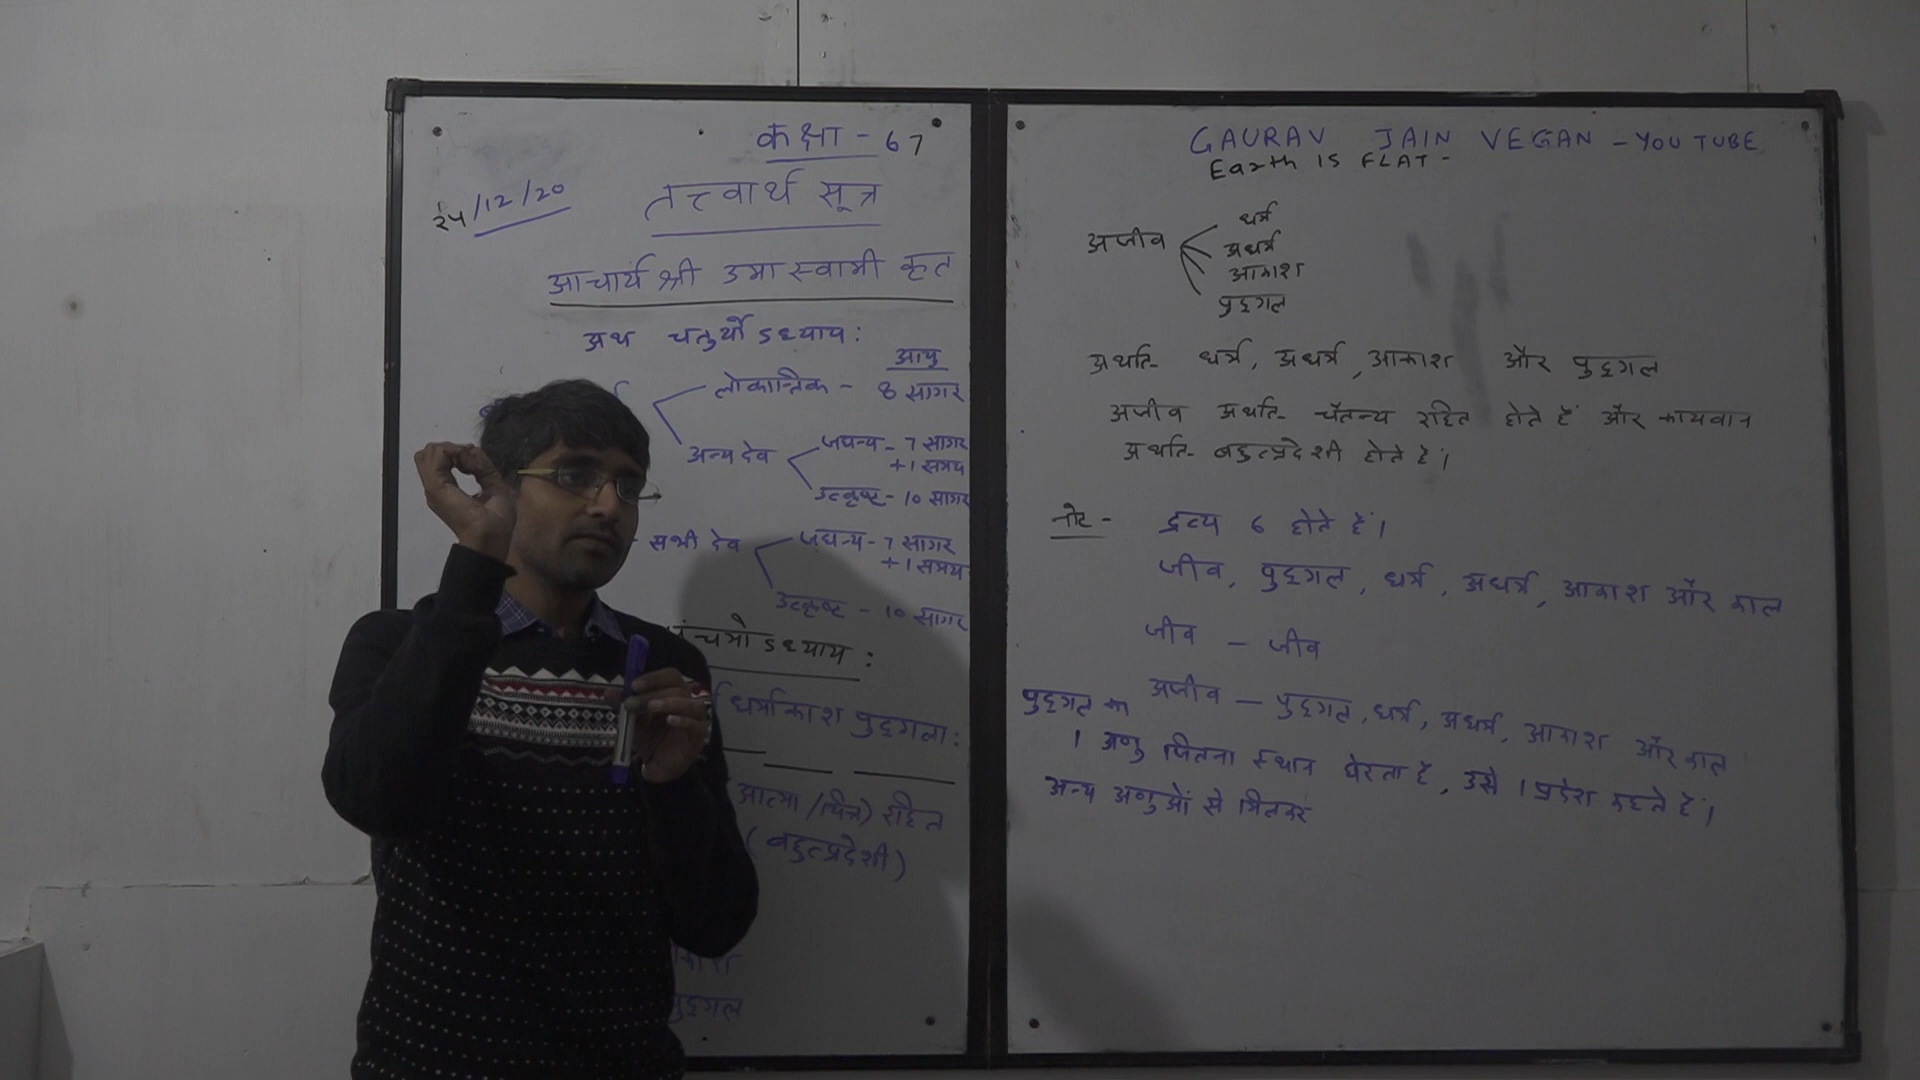 कक्षा - 67
24/12/20
तत्त्वार्थ सूत्र
आचार्य श्री उमास्वामी कृत
अथ चतुर्थोऽध्याय:
आयु
लोकान्तिक - 8 सागर
अन्य देव
जघन्य - 7 सागर
+1 समय
उत्कृष्ट - 10 सागर
सभी देव
जघन्य - 7 सागर
+1 समय
उत्कृष्ट - 10 सागर
ंचमोऽध्याय:
धर्माकाश पुद्गला:
आत्मा/चित्त) रहित
(बहुत्प्रदेशी)
पुद्गल
GAURAV JAIN VEGAN - YOUTUBE
Earth IS FLAT -
अजीव
धर्म
अधर्म
आकाश
पुद्गल
अर्थात- धर्म, अधर्म, आकाश और पुद्गल
अजीव अर्थात- चैतन्य रहित होते हैं और कायवान
अर्थात- बहुत्प्रदेशी होते हैं।
नोट - द्रव्य 6 होते हैं।
जीव, पुद्गल, धर्म, अधर्म, आकाश और काल
जीव - जीव
अजीव - पुद्गल, धर्म, अधर्म, आकाश और काल
पुद्गल का
1 अणु जितना स्थान घेरता है, उसे 1 प्रदेश कहते हैं।
अन्य अणुओं से मिलकर